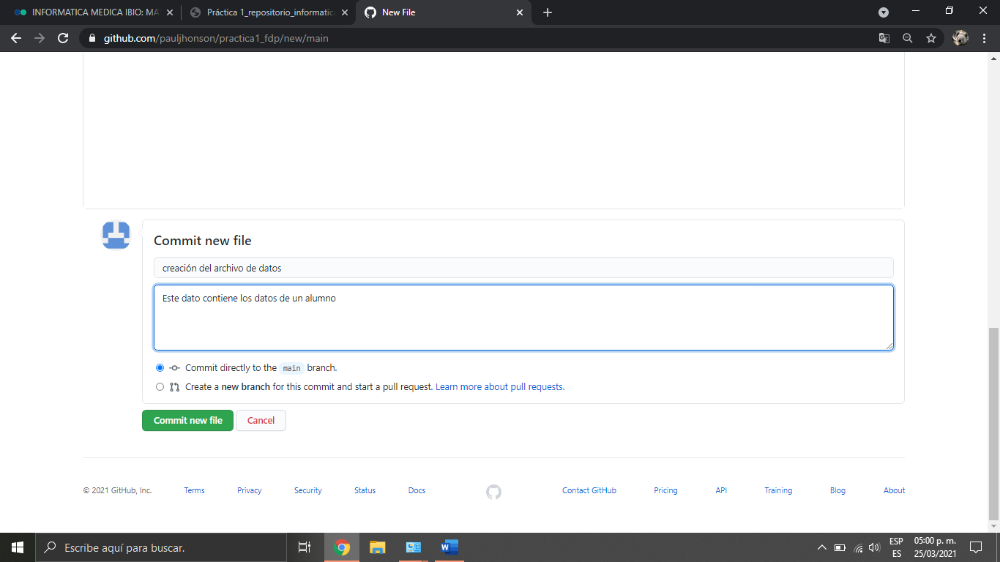 INFORMATICA MEDICA IBIO: MA
Práctica 1_repositorio_informatic
New File
github.com/pauljhonson/practica1_fdp/new/main
Commit new file
creación del archivo de datos
Este dato contiene los datos de un alumno
Commit directly to the main branch.
Create a new branch for this commit and start a pull request. Learn more about pull requests.
Commit new file
Cancel
© 2021 GitHub, Inc.
Terms
Privacy
Security
Status
Docs
Contact GitHub
Pricing
API
Training
Blog
About
Escribe aquí para buscar.
ESP
ES
05:00 p. m.
25/03/2021